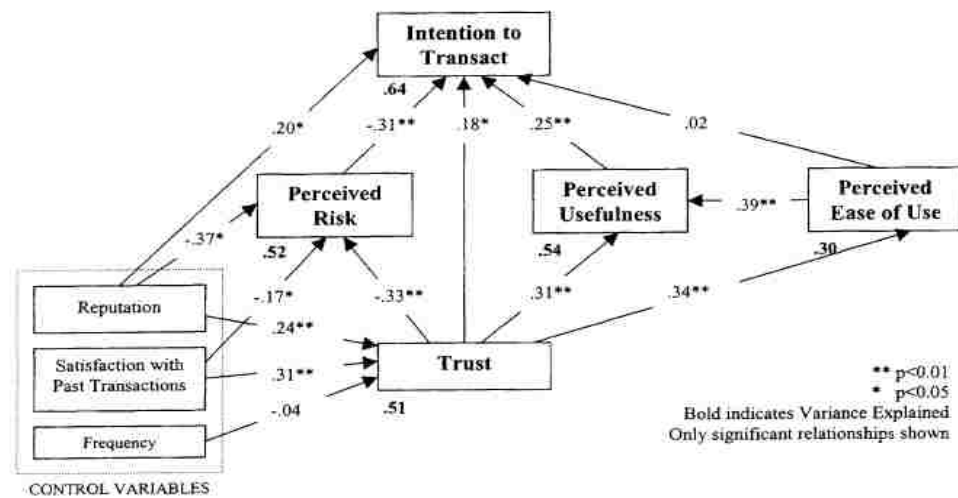 Intention to
Transact
.64
.20*
-.31**
.18*
.25**
.02
Perceived
Risk
.52
Perceived
Usefulness
.54
.39**
Perceived
Ease of Use
.30
-.37*
-.17*
-.33**
.31**
.34**
Reputation
.24**
Satisfaction with
Past Transactions
.31**
Trust
.51
Frequency
-.04
** p<0.01
* p<0.05
Bold indicates Variance Explained
Only significant relationships shown
CONTROL VARIABLES